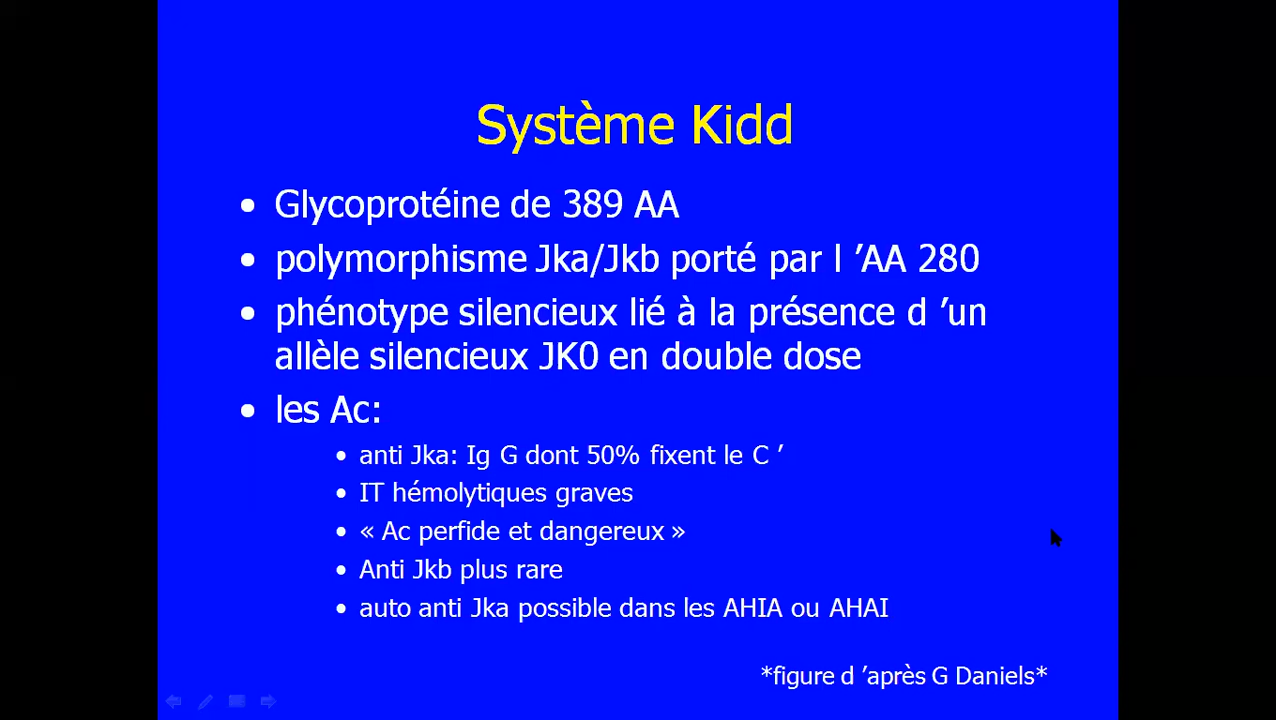 Système Kidd
• Glycoprotéine de 389 AA
• polymorphisme Jka/Jkb porté par l ’AA 280
• phénotype silencieux lié à la présence d ’un
allèle silencieux JK0 en double dose
• les Ac:
• anti Jka: Ig G dont 50% fixent le C ’
• IT hémolytiques graves
• « Ac perfide et dangereux »
• Anti Jkb plus rare
• auto anti Jka possible dans les AHIA ou AHAI
*figure d ’après G Daniels*